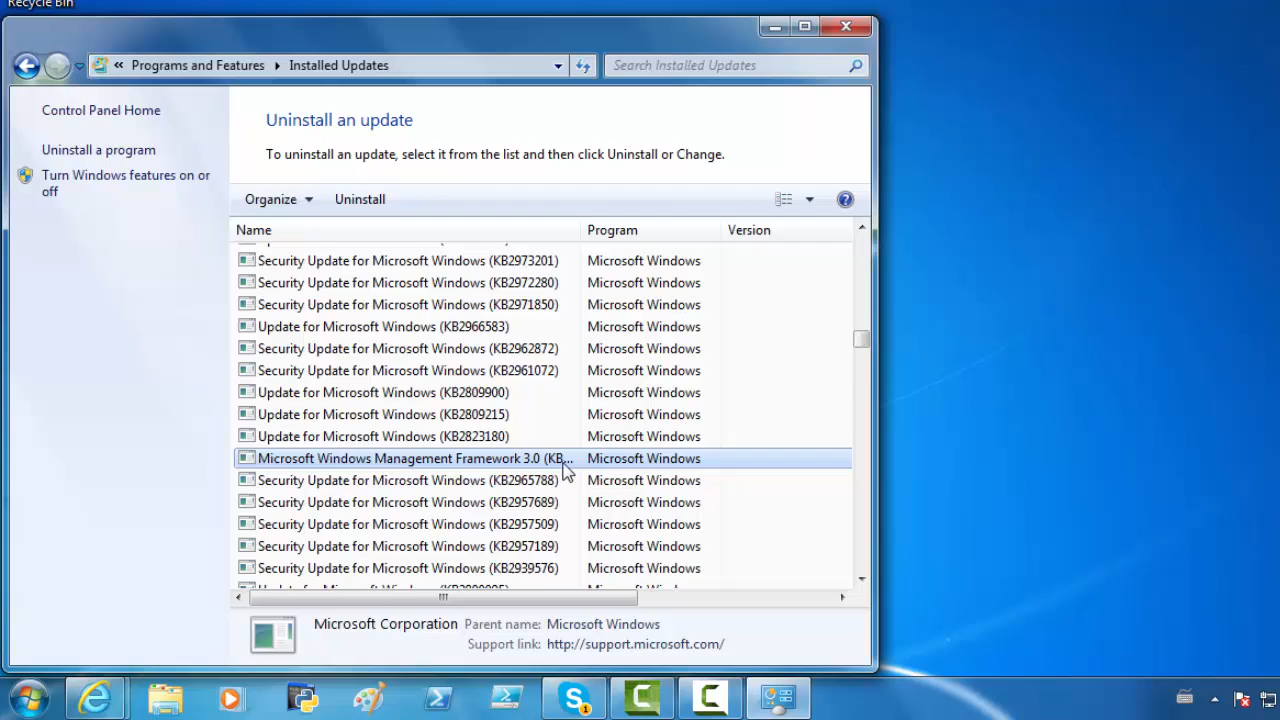 Recycle Bin
« Programs and Features Installed Updates
Search Installed Updates
Control Panel Home
Uninstall a program
Turn Windows features on or
off
Uninstall an update
To uninstall an update, select it from the list and then click Uninstall or Change.
Organize Uninstall
Name Program Version
Security Update for Microsoft Windows (KB2973201) Microsoft Windows
Security Update for Microsoft Windows (KB2972280) Microsoft Windows
Security Update for Microsoft Windows (KB2971850) Microsoft Windows
Update for Microsoft Windows (KB2966583) Microsoft Windows
Security Update for Microsoft Windows (KB2962872) Microsoft Windows
Security Update for Microsoft Windows (KB2961072) Microsoft Windows
Update for Microsoft Windows (KB2809900) Microsoft Windows
Update for Microsoft Windows (KB2809215) Microsoft Windows
Update for Microsoft Windows (KB2823180) Microsoft Windows
Microsoft Windows Management Framework 3.0 (KB... Microsoft Windows
Security Update for Microsoft Windows (KB2965788) Microsoft Windows
Security Update for Microsoft Windows (KB2957689) Microsoft Windows
Security Update for Microsoft Windows (KB2957509) Microsoft Windows
Security Update for Microsoft Windows (KB2957189) Microsoft Windows
Security Update for Microsoft Windows (KB2939576) Microsoft Windows
Microsoft Corporation Parent name: Microsoft Windows
Support link: http://support.microsoft.com/